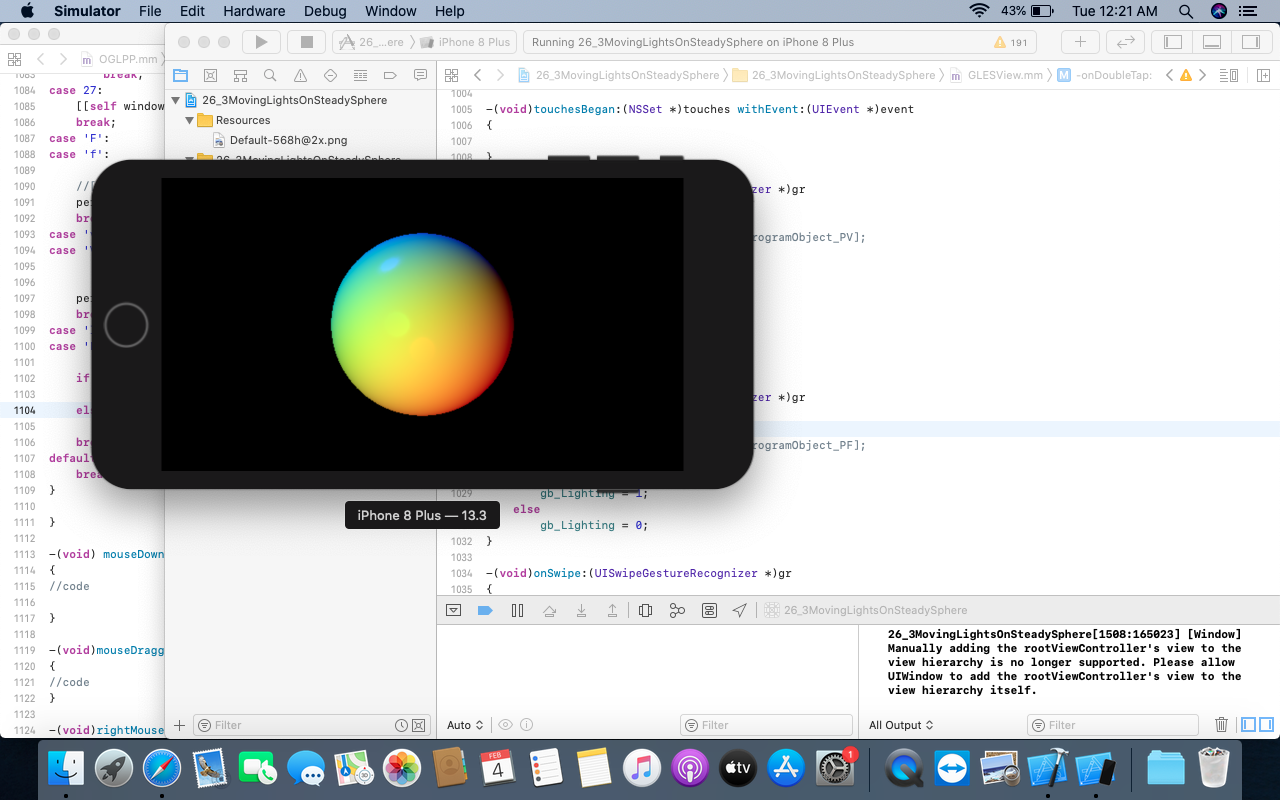 Simulator File Edit Hardware Debug Window Help 43% Tue 12:21 AM
OGLPP.mm
26_...ere iPhone 8 Plus Running 26_3MovingLightsOnSteadySphere on iPhone 8 Plus 191
26_3MovingLightsOnSteadySphere 26_3MovingLightsOnSteadySphere GLESView.mm M -onDoubleTap:
1083 break;
1084 case 27:
1085 [[self window
1086 break;
1087 case 'F':
1088 case 'f':
1089
1090 //
1091
1092
1093 case
1094 case
1095
1096
1097
1098
1099 case
1100 case
1101
1102 if
1103
1104
1105
1106
1107
1108
1109 }
1110
1111 }
1112
1113 -(void) mouseDown
1114 {
1115 //code
1116
1117 }
1118
1119 -(void)mouseDragg
1120 {
1121 //code
1122 }
1123
1124 -(void)rightMouse
26_3MovingLightsOnSteadySphere
Resources
Default-568h@2x.png
26_3MovingLightsOnSteadySphere
1004
1005 -(void)touchesBegan:(NSSet *)touches withEvent:(UIEvent *)event
1006 {
1007
1008 }
zer *)gr
rogramObject_PV];
zer *)gr
rogramObject_PF];
1029 gb_Lighting = 1;
else
gb_Lighting = 0;
1032 }
1033
1034 -(void)onSwipe:(UISwipeGestureRecognizer *)gr
1035 {
iPhone 8 Plus — 13.3
26_3MovingLightsOnSteadySphere
26_3MovingLightsOnSteadySphere[1508:165023] [Window]
Manually adding the rootViewController's view to the
view hierarchy is no longer supported. Please allow
UIWindow to add the rootViewController's view to the
view hierarchy itself.
Filter Auto Filter All Output Filter
FEB
4
3D
tv
1